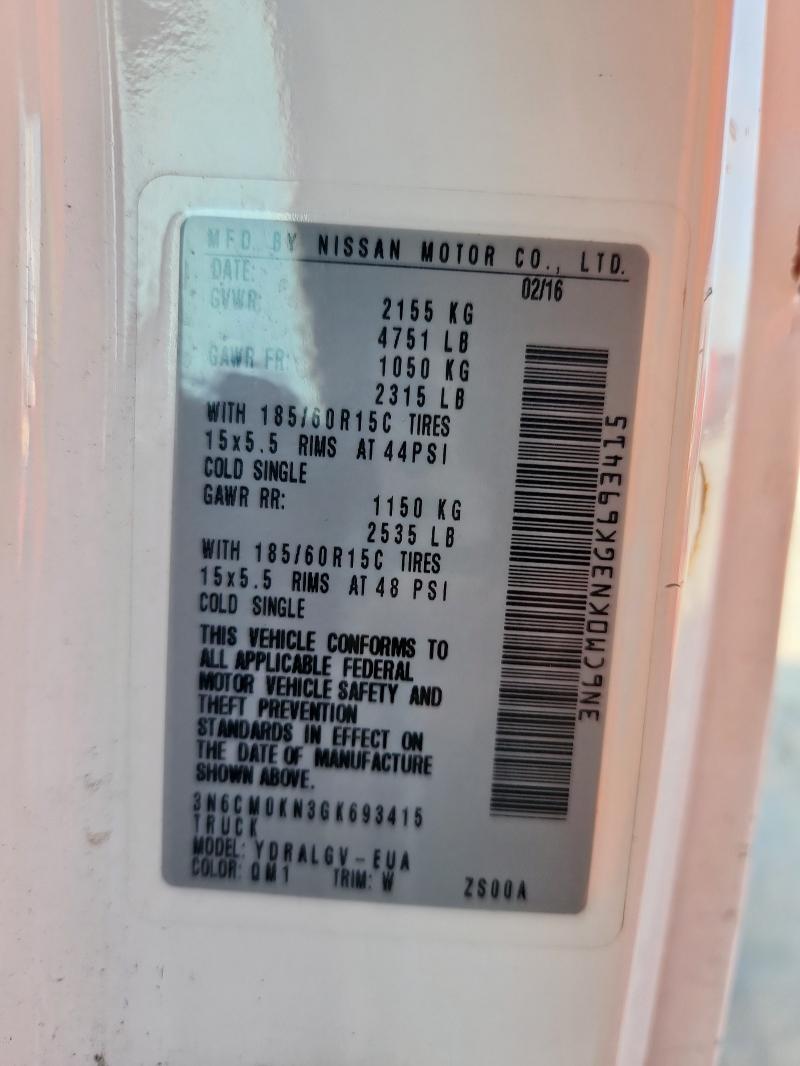 MFD. BY NISSAN MOTOR CO., LTD.
DATE: 02/16
GVWR: 2155 KG
4751 LB
GAWR FR: 1050 KG
2315 LB
WITH 185/60R15C TIRES
15x5.5 RIMS AT 44PSI
COLD SINGLE
GAWR RR: 1150 KG
2535 LB
WITH 185/60R15C TIRES
15x5.5 RIMS AT 48 PSI
COLD SINGLE
THIS VEHICLE CONFORMS TO
ALL APPLICABLE FEDERAL
MOTOR VEHICLE SAFETY AND
THEFT PREVENTION
STANDARDS IN EFFECT ON
THE DATE OF MANUFACTURE
SHOWN ABOVE.
3N6CM0KN3GK693415
TRUCK
MODEL: YDRALGV-EUA
COLOR: QM1 TRIM: W ZS00A
3N6CM0KN3GK693415